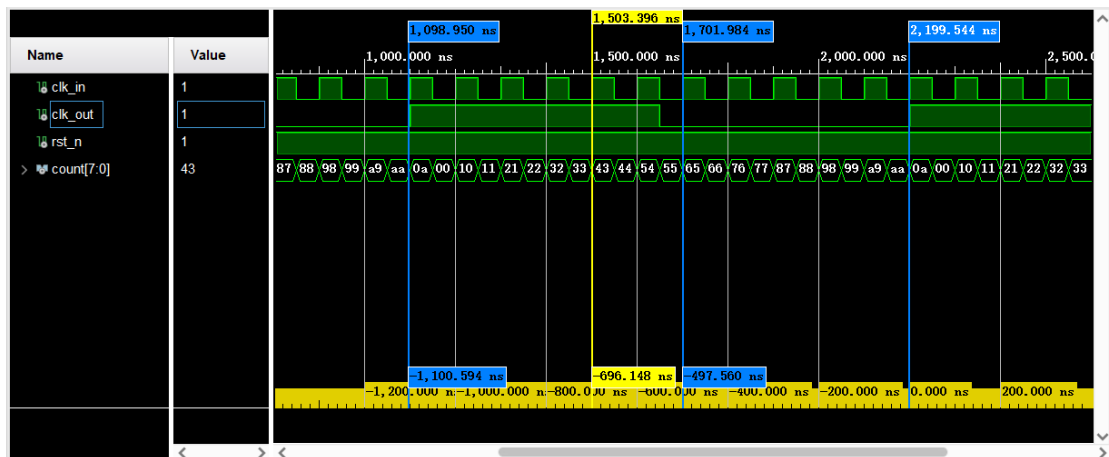 1,503.396 ns
1,098.950 ns 1,701.984 ns 2,199.544 ns
Name Value 1,000.000 ns 1,500.000 ns 2,000.000 ns 2,500.0
clk_in 1
clk_out 1
rst_n 1
count[7:0] 43 87 88 98 99 a9 aa 0a 00 10 11 21 22 32 33 43 44 54 55 65 66 76 77 87 88 98 99 a9 aa 0a 00 10 11 21 22 32 33
-1,100.594 ns -696.148 ns -497.560 ns
-1,200.000 n: -1,000.000 n: -800.000 ns -600.000 ns -400.000 ns -200.000 ns 0.000 ns 200.000 ns